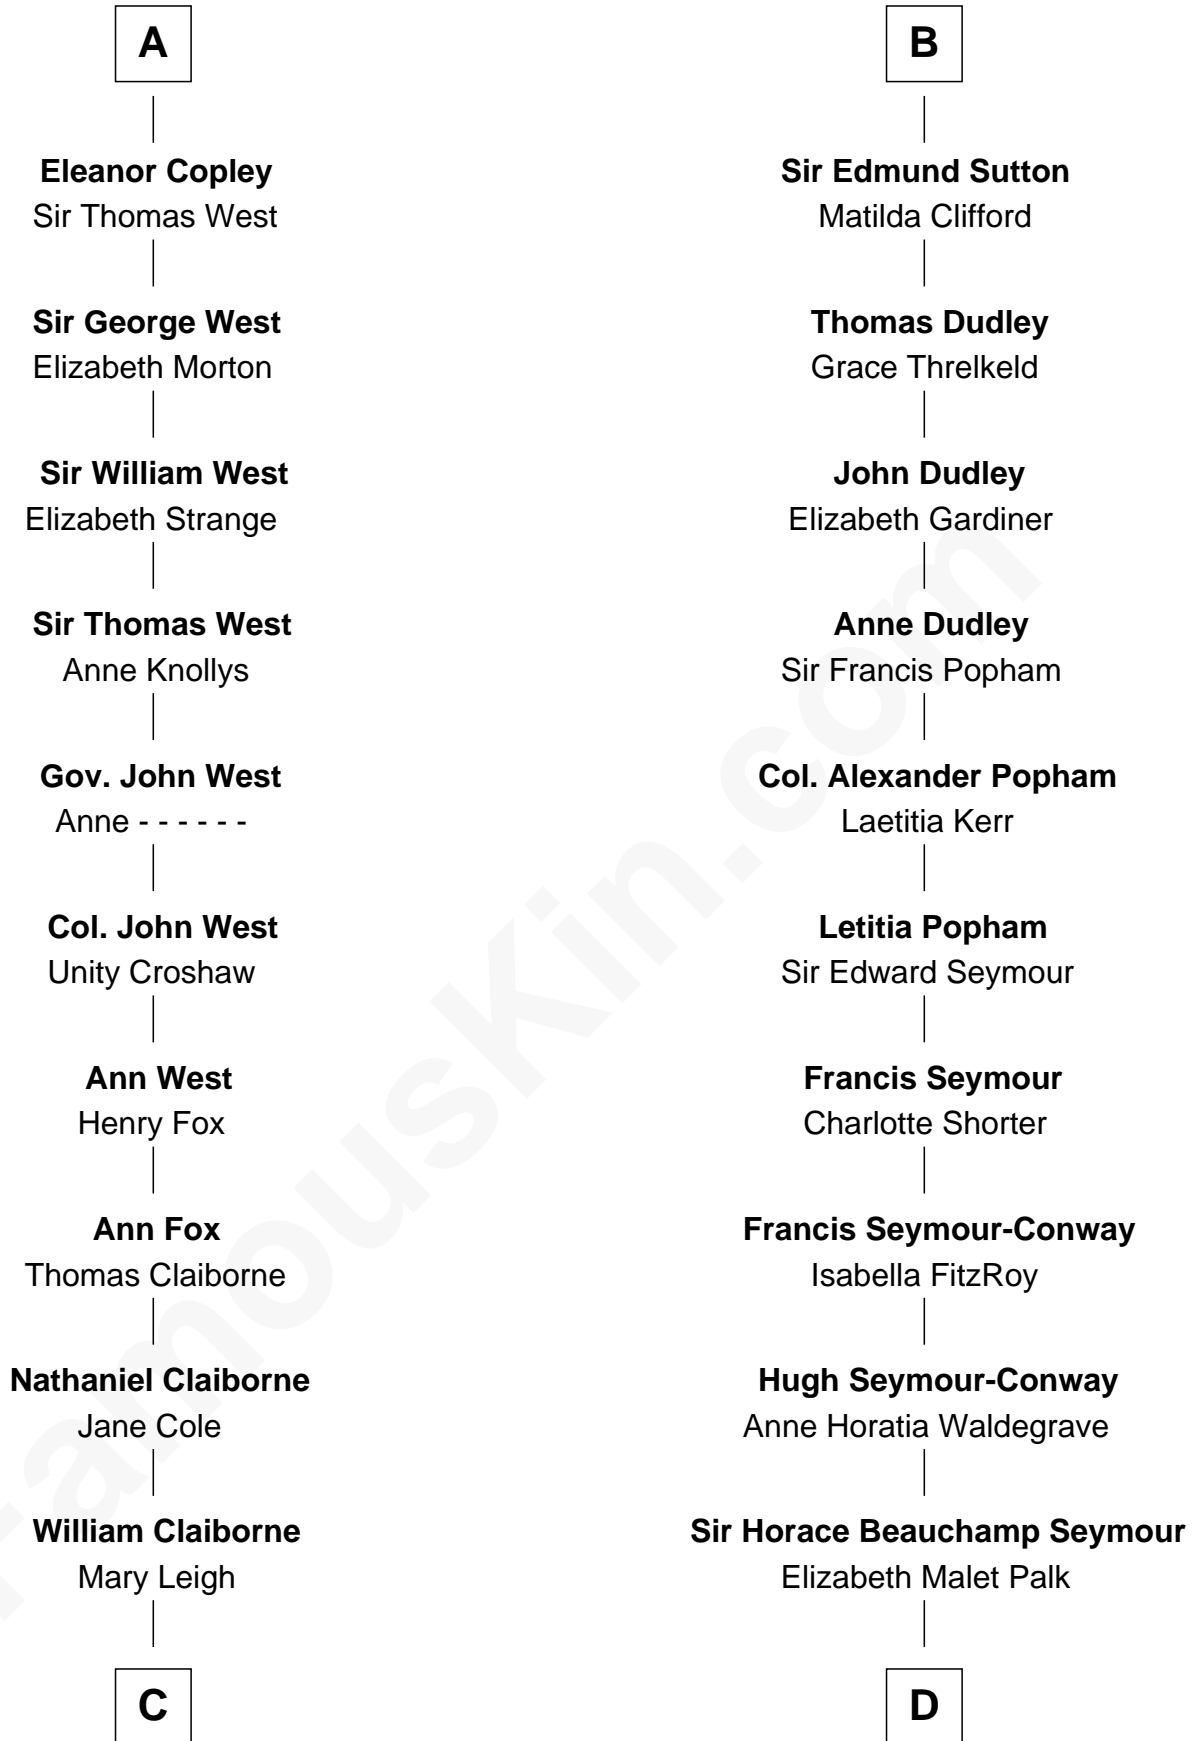 A
Eleanor Copley
Sir Thomas West
Sir George West
Elizabeth Morton
Sir William West
Elizabeth Strange
Sir Thomas West
Anne Knollys
Gov. John West
Anne - - - - - -
Col. John West
Unity Croshaw
Ann West
Henry Fox
Ann Fox
Thomas Claiborne
Nathaniel Claiborne
Jane Cole
William Claiborne
Mary Leigh
C
B
Sir Edmund Sutton
Matilda Clifford
Thomas Dudley
Grace Threlkeld
John Dudley
Elizabeth Gardiner
Anne Dudley
Sir Francis Popham
Col. Alexander Popham
Laetitia Kerr
Letitia Popham
Sir Edward Seymour
Francis Seymour
Charlotte Shorter
Francis Seymour-Conway
Isabella FitzRoy
Hugh Seymour-Conway
Anne Horatia Waldegrave
Sir Horace Beauchamp Seymour
Elizabeth Malet Palk
D
FamousKin.com